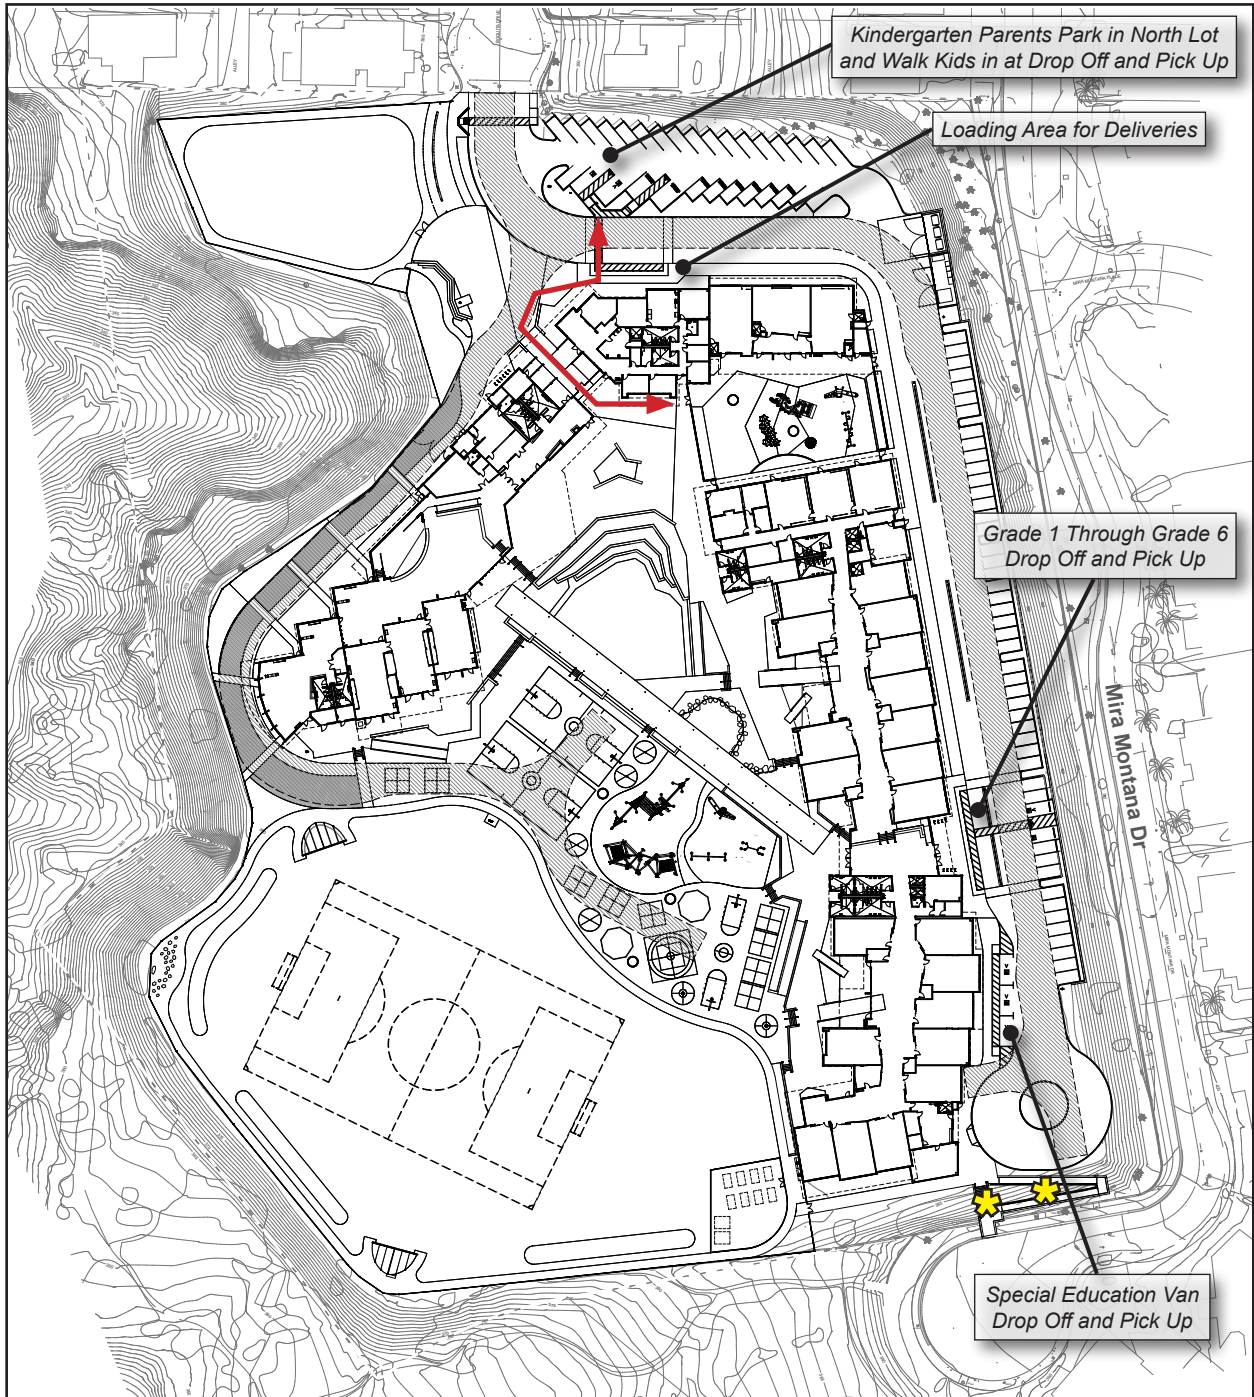 Kindergarten Parents Park in North Lot
and Walk Kids in at Drop Off and Pick Up
Loading Area for Deliveries
Grade 1 Through Grade 6
Drop Off and Pick Up
Mira Montana Dr
Special Education Van
Drop Off and Pick Up